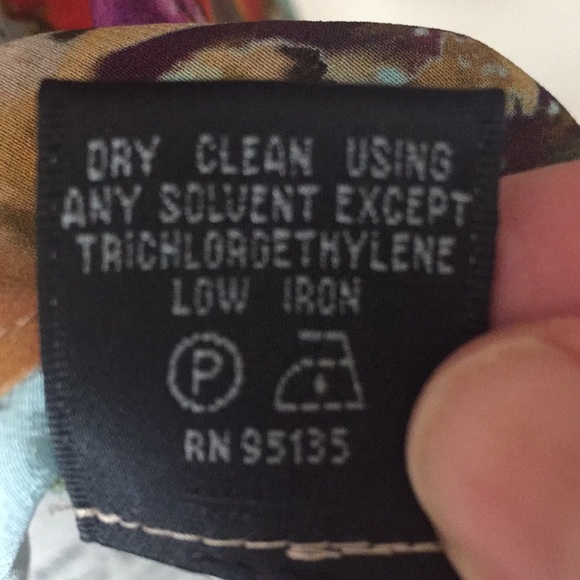 DRY CLEAN USING
ANY SOLVENT EXCEPT
TRICHLOROETHYLENE
LOW IRON
P
RN 95135